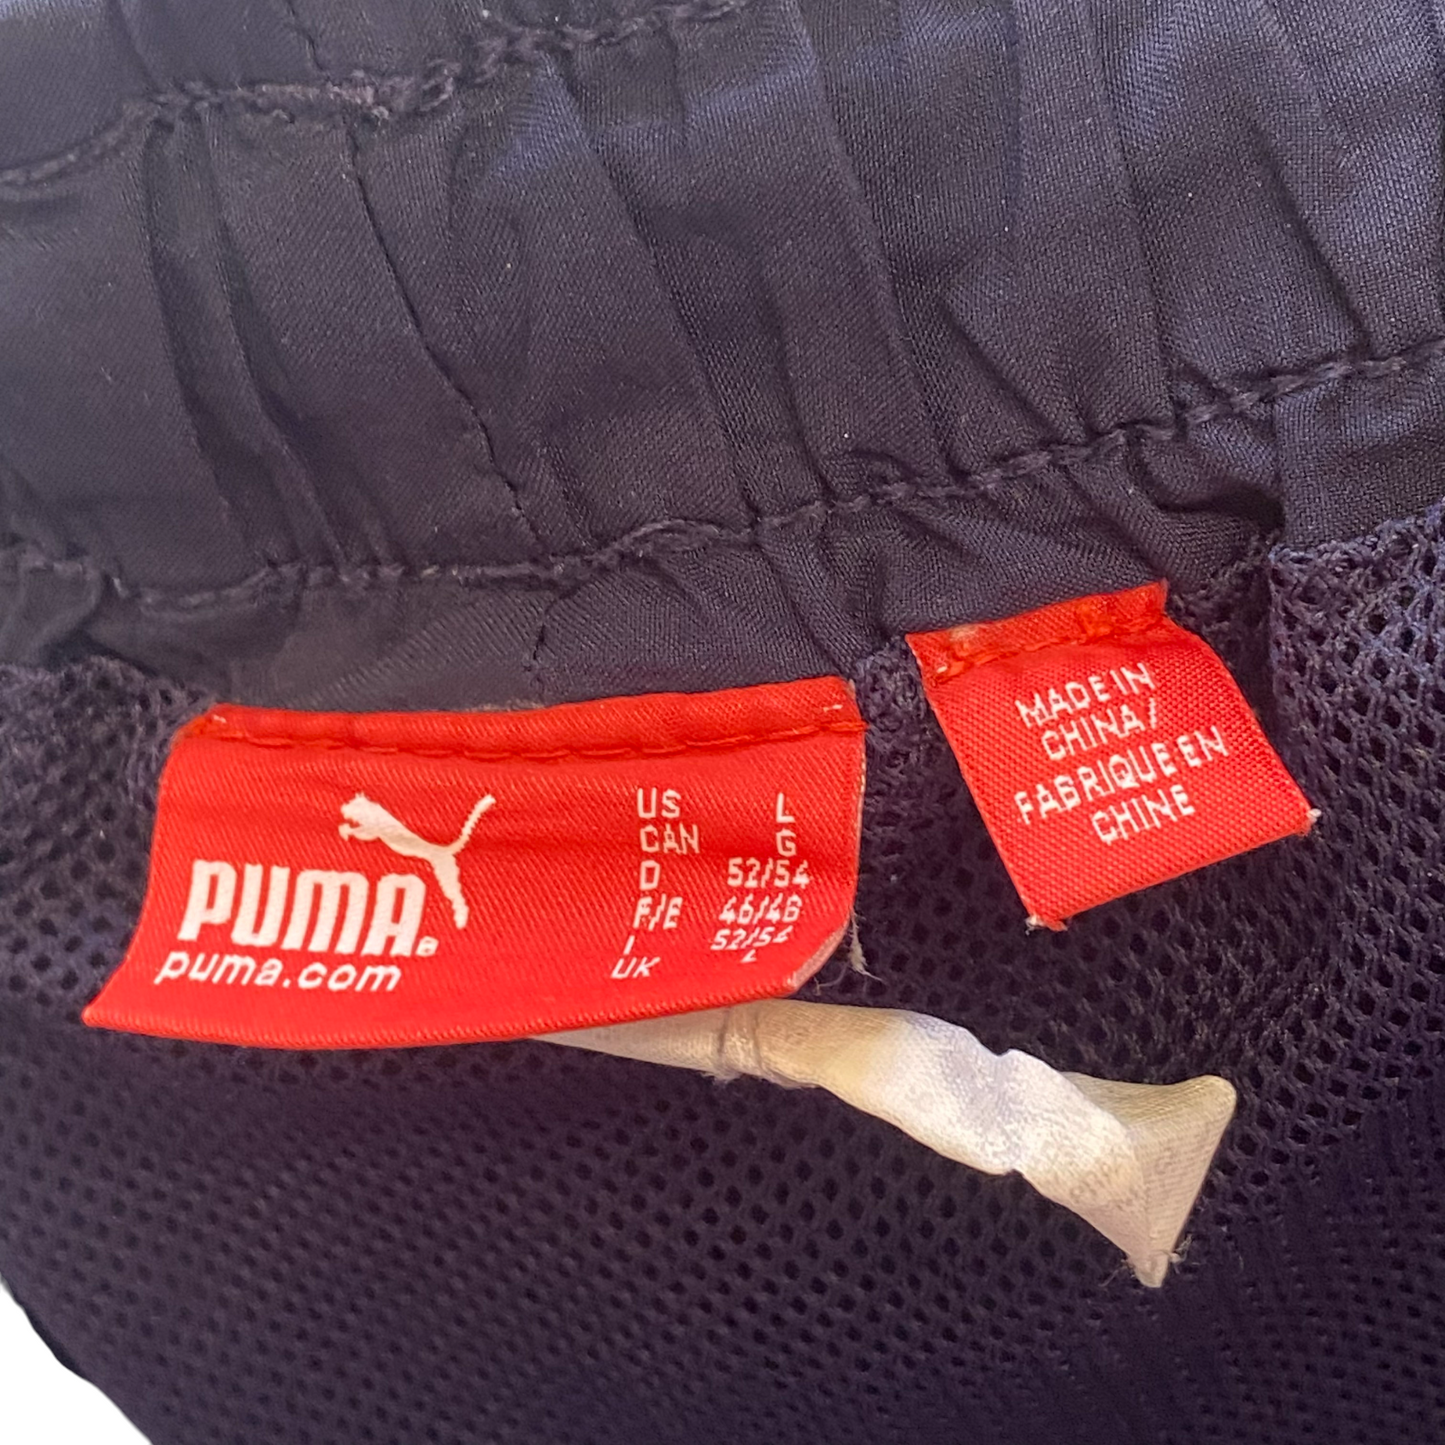 PUMA®
puma.com
US L
CAN G
D 52/54
F/E 46/48
I 52/54
UK L
MADE IN
CHINA/
FABRIQUE EN
CHINE